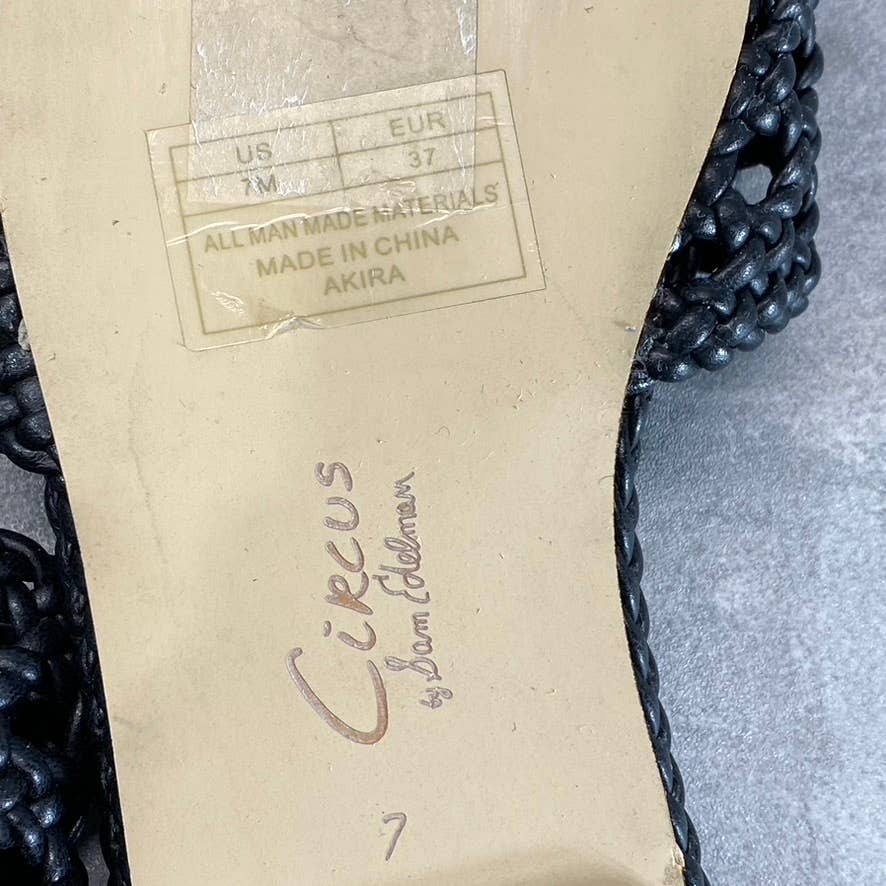 US EUR
7M 37
ALL MAN MADE MATERIALS
MADE IN CHINA
AKIRA
CIRCUS
by Sam Edelman
7